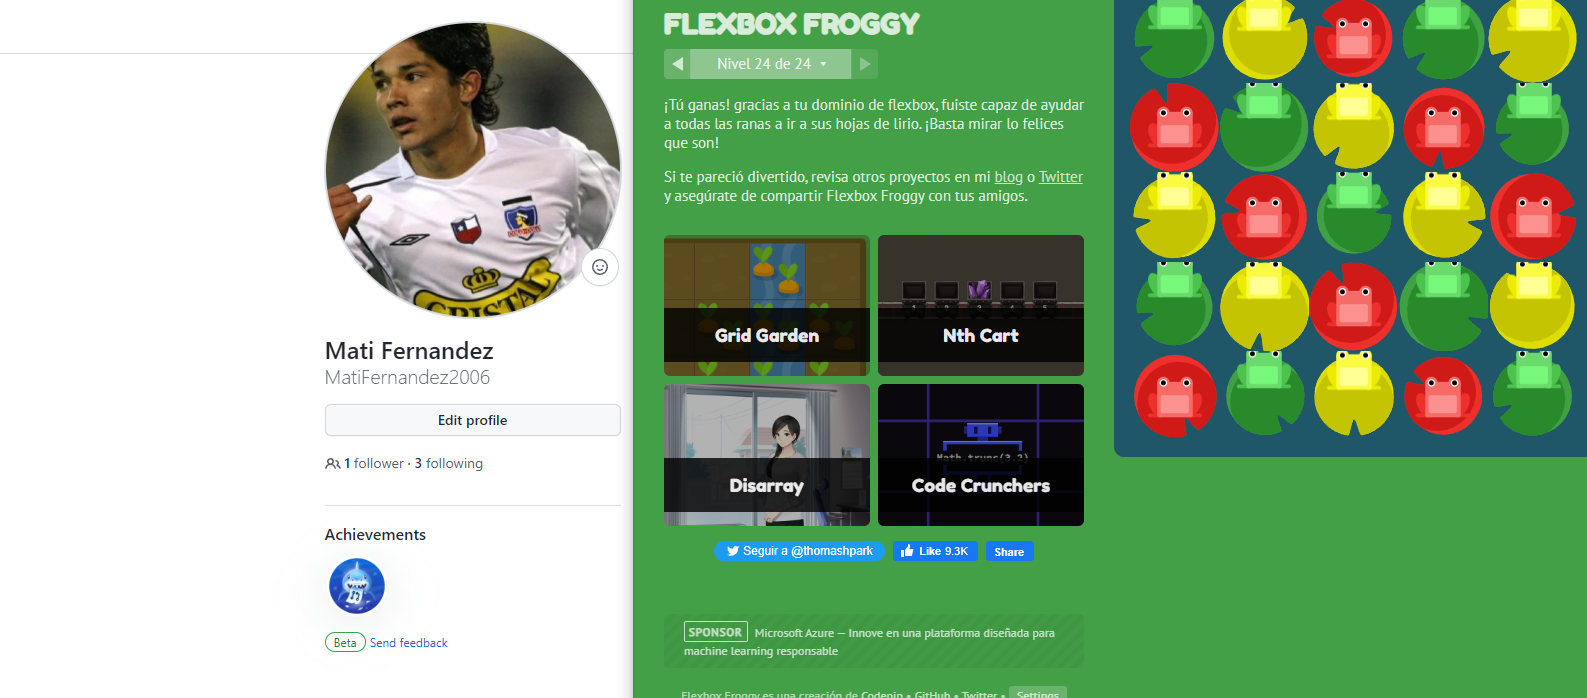 CRISTAL
Mati Fernandez
MatiFernandez2006
Edit profile
1 follower · 3 following
Achievements
Beta Send feedback
FLEXBOX FROGGY
Nivel 24 de 24
¡Tú ganas! gracias a tu dominio de flexbox, fuiste capaz de ayudar
a todas las ranas a ir a sus hojas de lirio. ¡Basta mirar lo felices
que son!
Si te pareció divertido, revisa otros proyectos en mi blog o Twitter
y asegúrate de compartir Flexbox Froggy con tus amigos.
Grid Garden
Nth Cart
Disarray
Math.trunc(3.2)
Code Crunchers
Seguir a @thomashpark
Like 9.3K
Share
SPONSOR Microsoft Azure — Innove en una plataforma diseñada para
machine learning responsable
Flexbox Froggy es una creación de Codepip • GitHub • Twitter • Settings